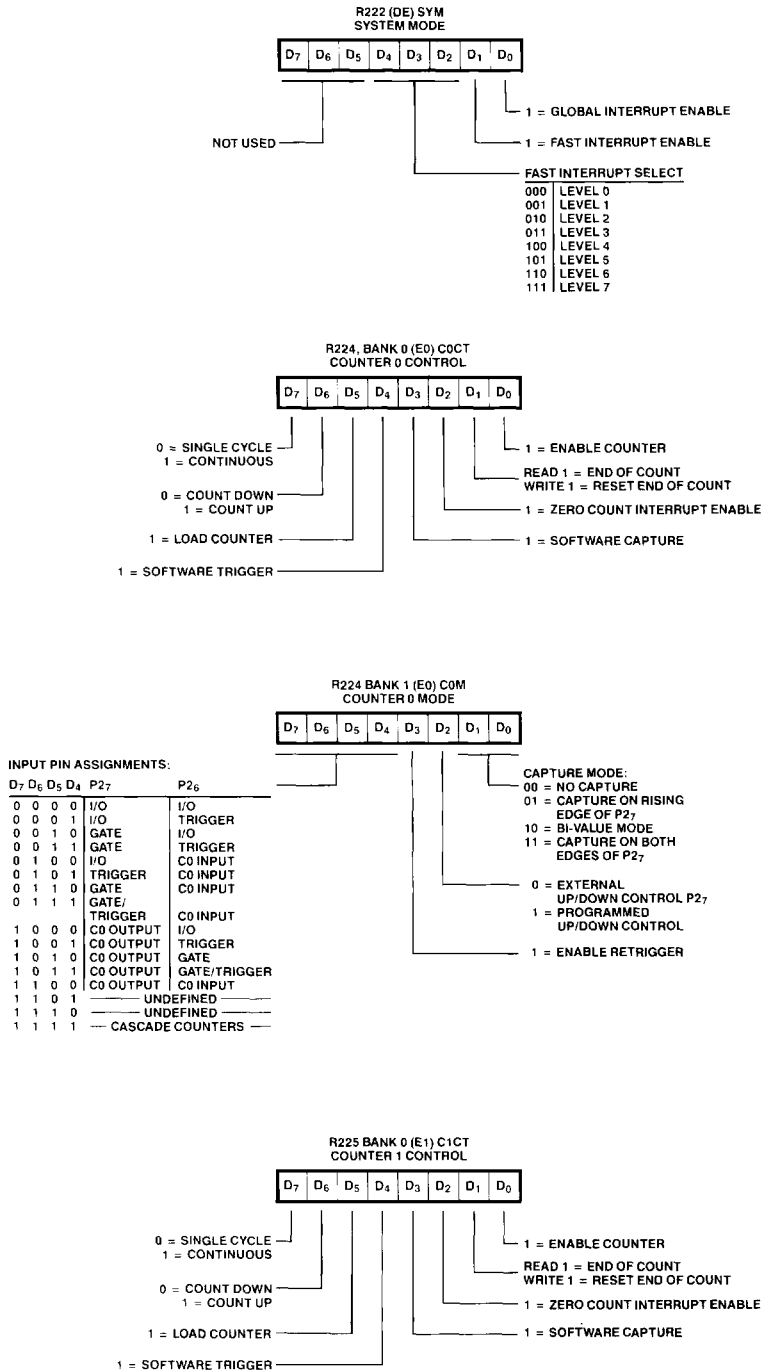 R222 (DE) SYM
SYSTEM MODE
D7 D6 D5 D4 D3 D2 D1 D0
1 = GLOBAL INTERRUPT ENABLE
NOT USED
1 = FAST INTERRUPT ENABLE
FAST INTERRUPT SELECT
000 LEVEL 0
001 LEVEL 1
010 LEVEL 2
011 LEVEL 3
100 LEVEL 4
101 LEVEL 5
110 LEVEL 6
111 LEVEL 7
R224, BANK 0 (E0) C0CT
COUNTER 0 CONTROL
D7 D6 D5 D4 D3 D2 D1 D0
0 = SINGLE CYCLE
1 = CONTINUOUS
0 = COUNT DOWN
1 = COUNT UP
1 = LOAD COUNTER
1 = SOFTWARE TRIGGER
1 = ENABLE COUNTER
READ 1 = END OF COUNT
WRITE 1 = RESET END OF COUNT
1 = ZERO COUNT INTERRUPT ENABLE
1 = SOFTWARE CAPTURE
R224 BANK 1 (E0) C0M
COUNTER 0 MODE
D7 D6 D5 D4 D3 D2 D1 D0
INPUT PIN ASSIGNMENTS:
D7 D6 D5 D4 P27 P26
0 0 0 0 I/O I/O
0 0 0 1 I/O TRIGGER
0 0 1 0 GATE I/O
0 0 1 1 GATE TRIGGER
0 1 0 0 I/O C0 INPUT
0 1 0 1 TRIGGER C0 INPUT
0 1 1 0 GATE C0 INPUT
0 1 1 1 GATE/
TRIGGER C0 INPUT
1 0 0 0 C0 OUTPUT I/O
1 0 0 1 C0 OUTPUT TRIGGER
1 0 1 0 C0 OUTPUT GATE
1 0 1 1 C0 OUTPUT GATE/TRIGGER
1 1 0 0 C0 OUTPUT C0 INPUT
1 1 0 1 UNDEFINED
1 1 1 0 UNDEFINED
1 1 1 1 CASCADE COUNTERS
CAPTURE MODE:
00 = NO CAPTURE
01 = CAPTURE ON RISING
EDGE OF P27
10 = BI-VALUE MODE
11 = CAPTURE ON BOTH
EDGES OF P27
0 = EXTERNAL
UP/DOWN CONTROL P27
1 = PROGRAMMED
UP/DOWN CONTROL
1 = ENABLE RETRIGGER
R225 BANK 0 (E1) C1CT
COUNTER 1 CONTROL
D7 D6 D5 D4 D3 D2 D1 D0
0 = SINGLE CYCLE
1 = CONTINUOUS
0 = COUNT DOWN
1 = COUNT UP
1 = LOAD COUNTER
1 = SOFTWARE TRIGGER
1 = ENABLE COUNTER
READ 1 = END OF COUNT
WRITE 1 = RESET END OF COUNT
1 = ZERO COUNT INTERRUPT ENABLE
1 = SOFTWARE CAPTURE